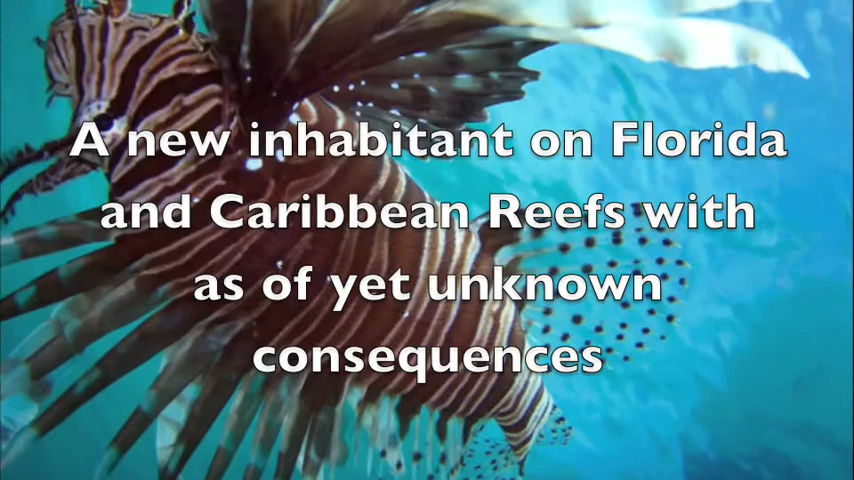 A new inhabitant on Florida
and Caribbean Reefs with
as of yet unknown
consequences